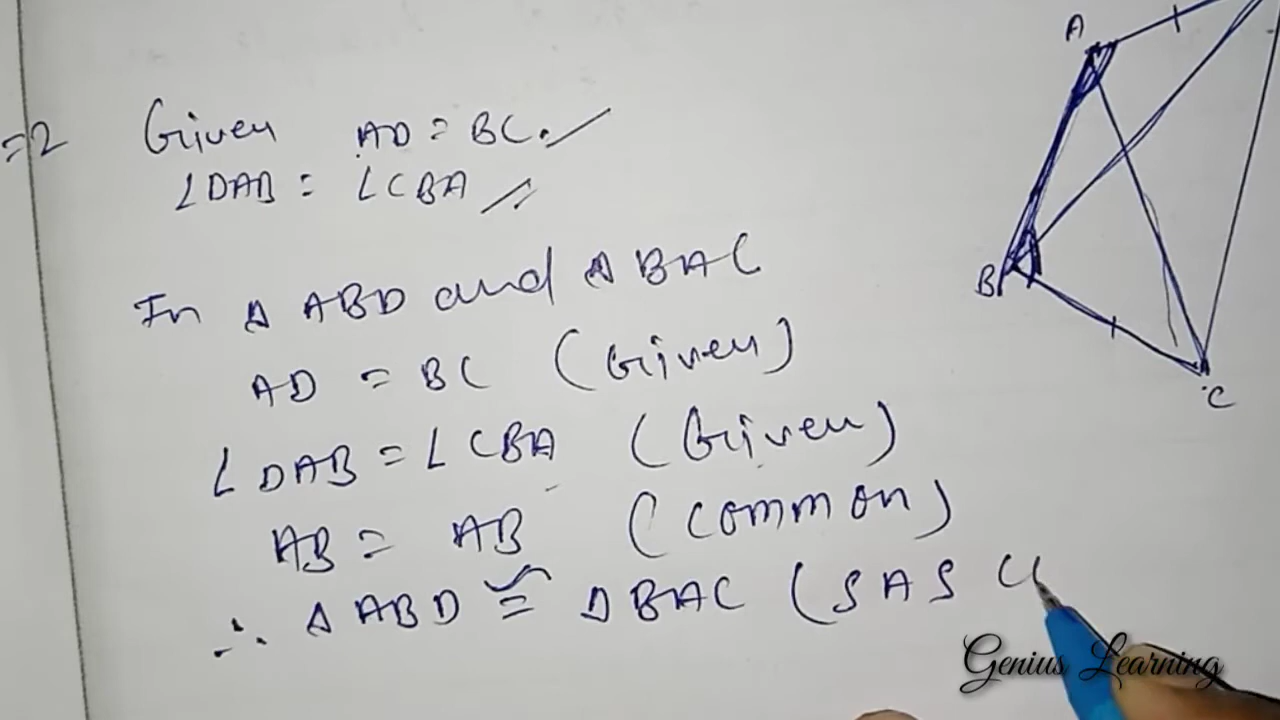 =2 Given AD = BC.
∠DAB = ∠CBA
In Δ ABD and Δ BAC
AD = BC (Given)
∠DAB = ∠CBA (Given)
AB = AB (common)
∴ Δ ABD ≅ Δ BAC (SAS C
A
B
C
Genius Learning